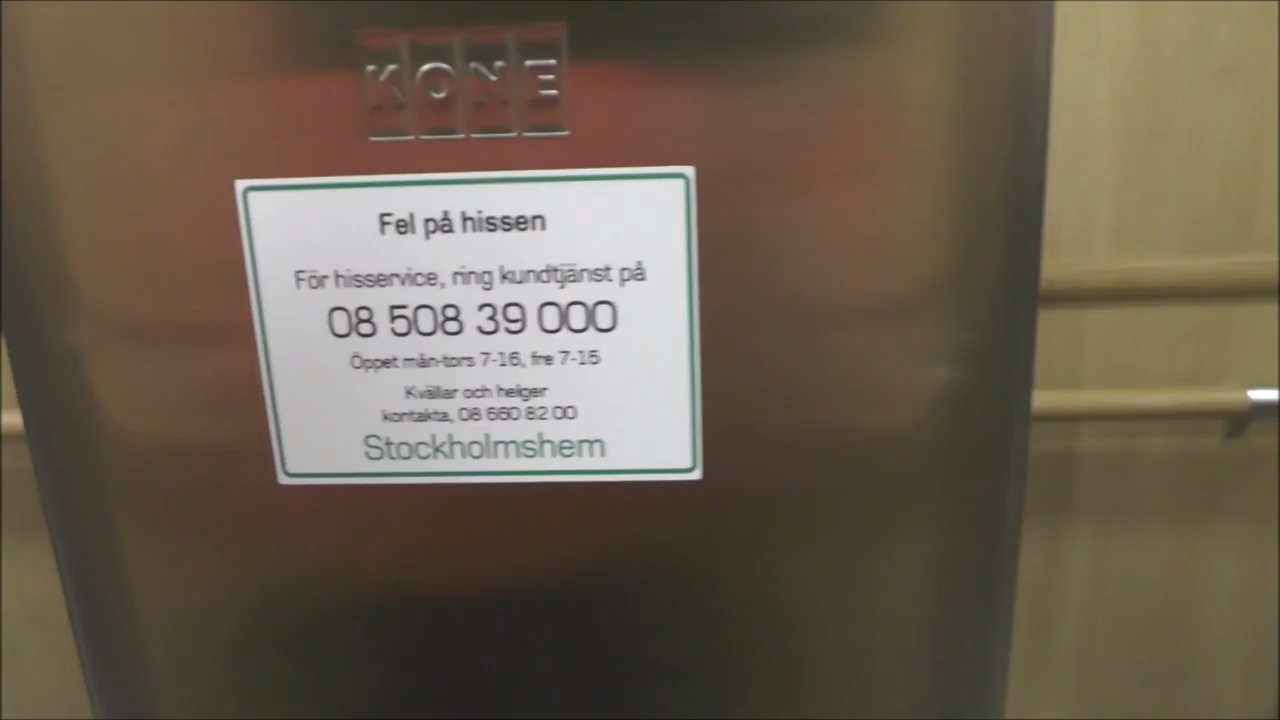 KONE
Fel på hissen
För hisservice, ring kundtjänst på
08 508 39 000
Öppet mån-tors 7-16, fre 7-15
Kvällar och helger
kontakta, 08 660 82 00
Stockholmshem